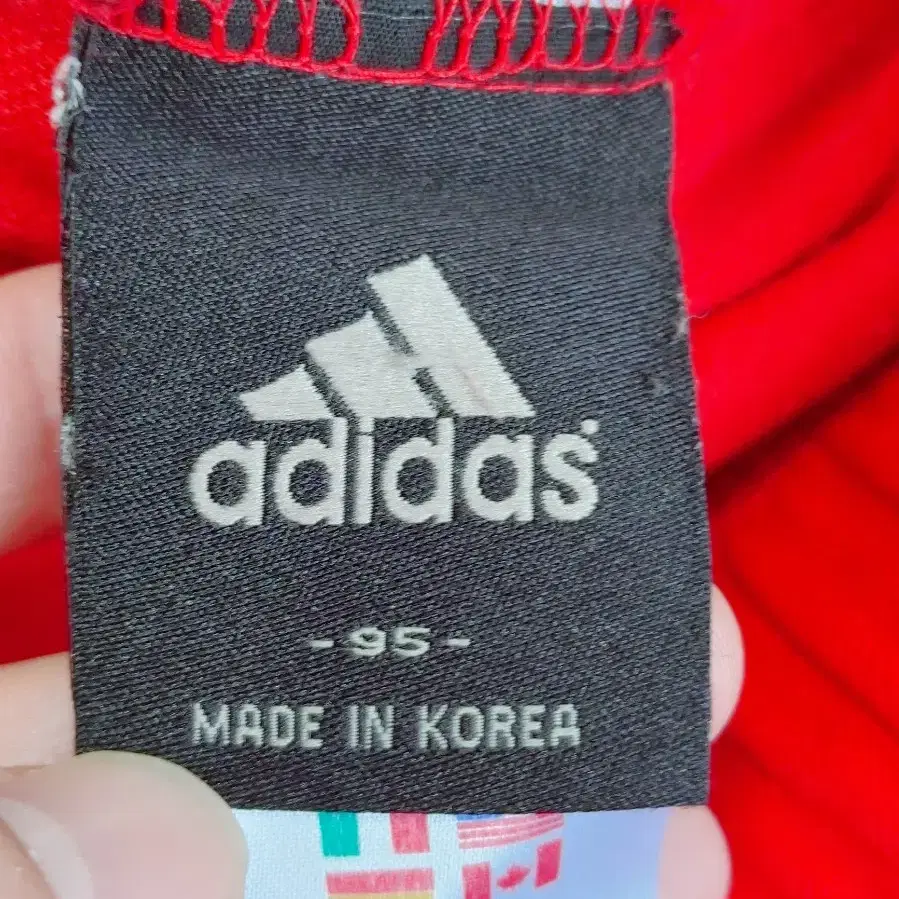 adidas
- 95 -
MADE IN KOREA